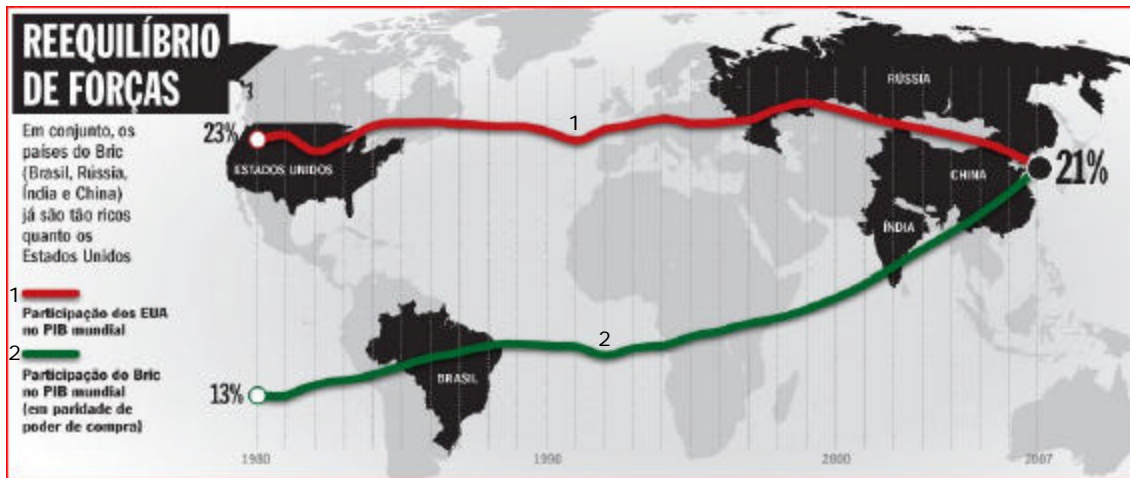 REEQUILÍBRIO
DE FORÇAS
Em conjunto, os
países do Bric
(Brasil, Rússia,
Índia e China)
já são tão ricos
quanto os
Estados Unidos
1
Participação dos EUA
no PIB mundial
2
Participação do Bric
no PIB mundial
(em paridade de
poder de compra)
23%
ESTADOS UNIDOS
1
RÚSSIA
CHINA
21%
ÍNDIA
2
BRASIL
13%
1980
1990
2000
2007